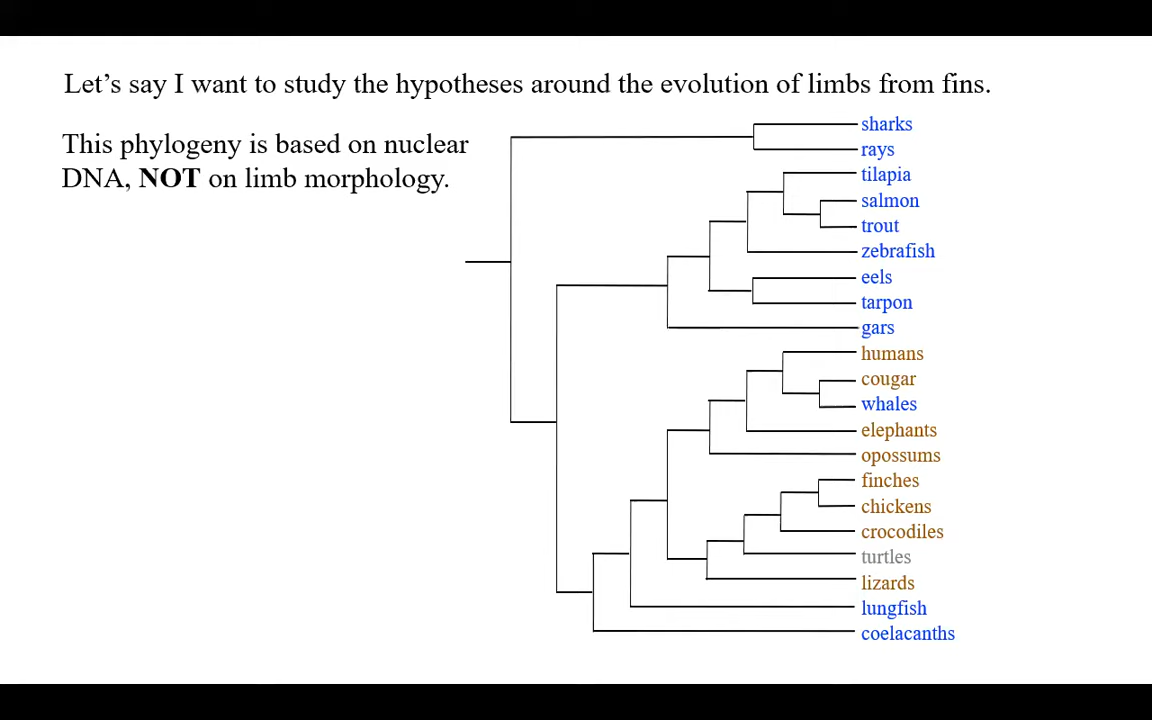 Let’s say I want to study the hypotheses around the evolution of limbs from fins.
This phylogeny is based on nuclear
DNA, NOT on limb morphology.
sharks
rays
tilapia
salmon
trout
zebrafish
eels
tarpon
gars
humans
cougar
whales
elephants
opossums
finches
chickens
crocodiles
turtles
lizards
lungfish
coelacanths